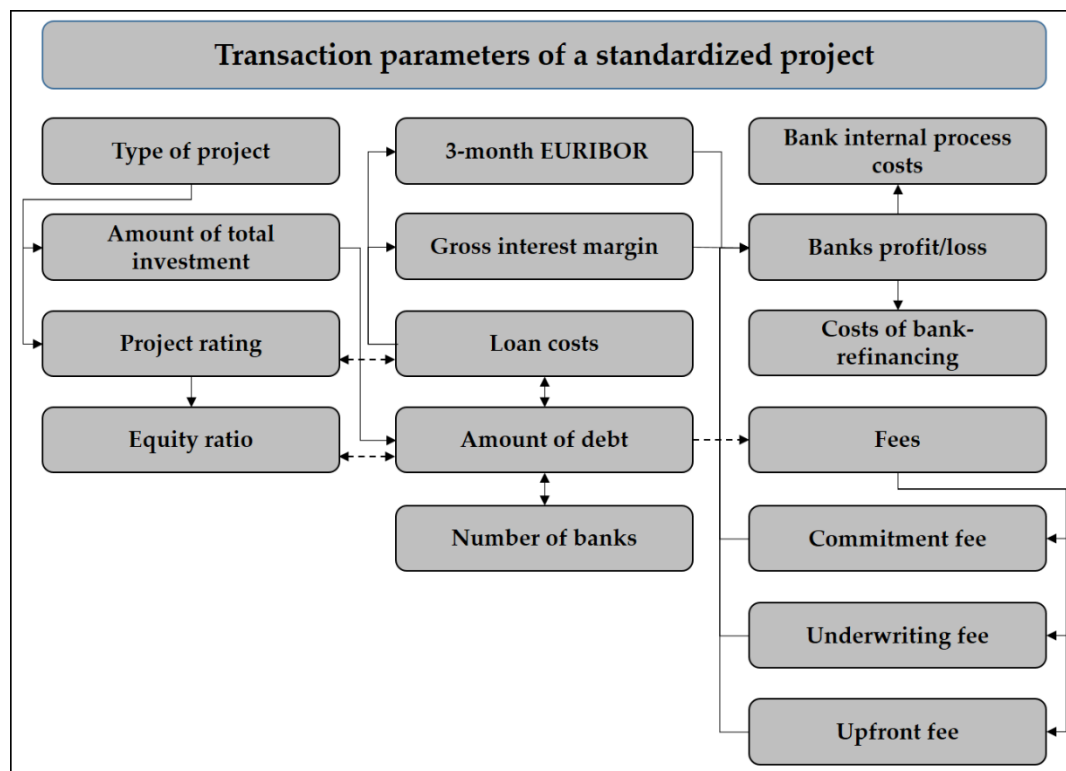 Transaction parameters of a standardized project
Type of project
Amount of total
investment
Project rating
Equity ratio
3-month EURIBOR
Gross interest margin
Loan costs
Amount of debt
Number of banks
Bank internal process
costs
Banks profit/loss
Costs of bank-
refinancing
Fees
Commitment fee
Underwriting fee
Upfront fee